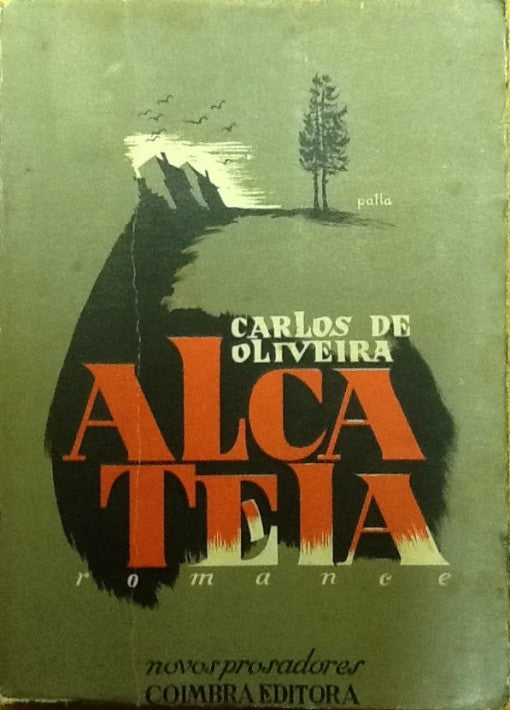 palla
CARLOS DE
OLIVEIRA
ALCA
TEIA
romance
novos prosadores
COIMBRA EDITORA